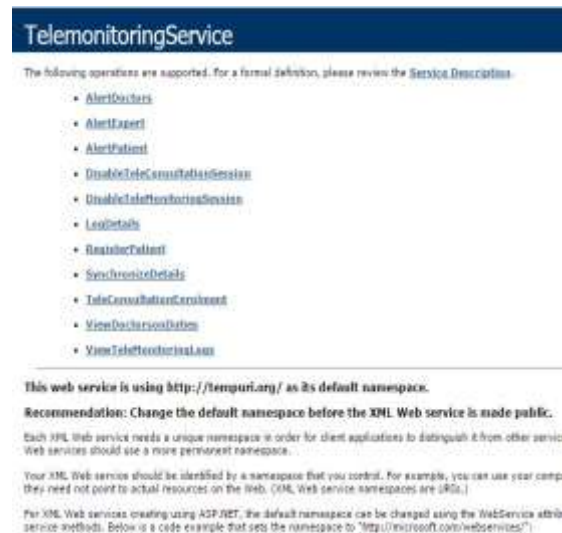 TelemonitoringService
The following operations are supported. For a formal definition, please review the Service Description.
• AlertDoctors
• AlertExpert
• AlertPatient
• DisableTeleConsultationSession
• DisableTeleMonitoringSession
• LogDetails
• RegisterPatient
• SynchronizeDetails
• TeleConsultationEnrolment
• ViewDoctorsonDuties
• ViewTeleMonitoringLogs
This web service is using http://tempuri.org/ as its default namespace.
Recommendation: Change the default namespace before the XML Web service is made public.
Each XML Web service needs a unique namespace in order for client applications to distinguish it from other servic
Web services should use a more permanent namespace.
Your XML Web service should be identified by a namespace that you control. For example, you can use your comp
they need not point to actual resources on the Web. (XML Web service namespaces are URIs.)
For XML Web services creating using ASP.NET, the default namespace can be changed using the WebService attrib
service methods. Below is a code example that sets the namespace to "http://microsoft.com/webservices/":